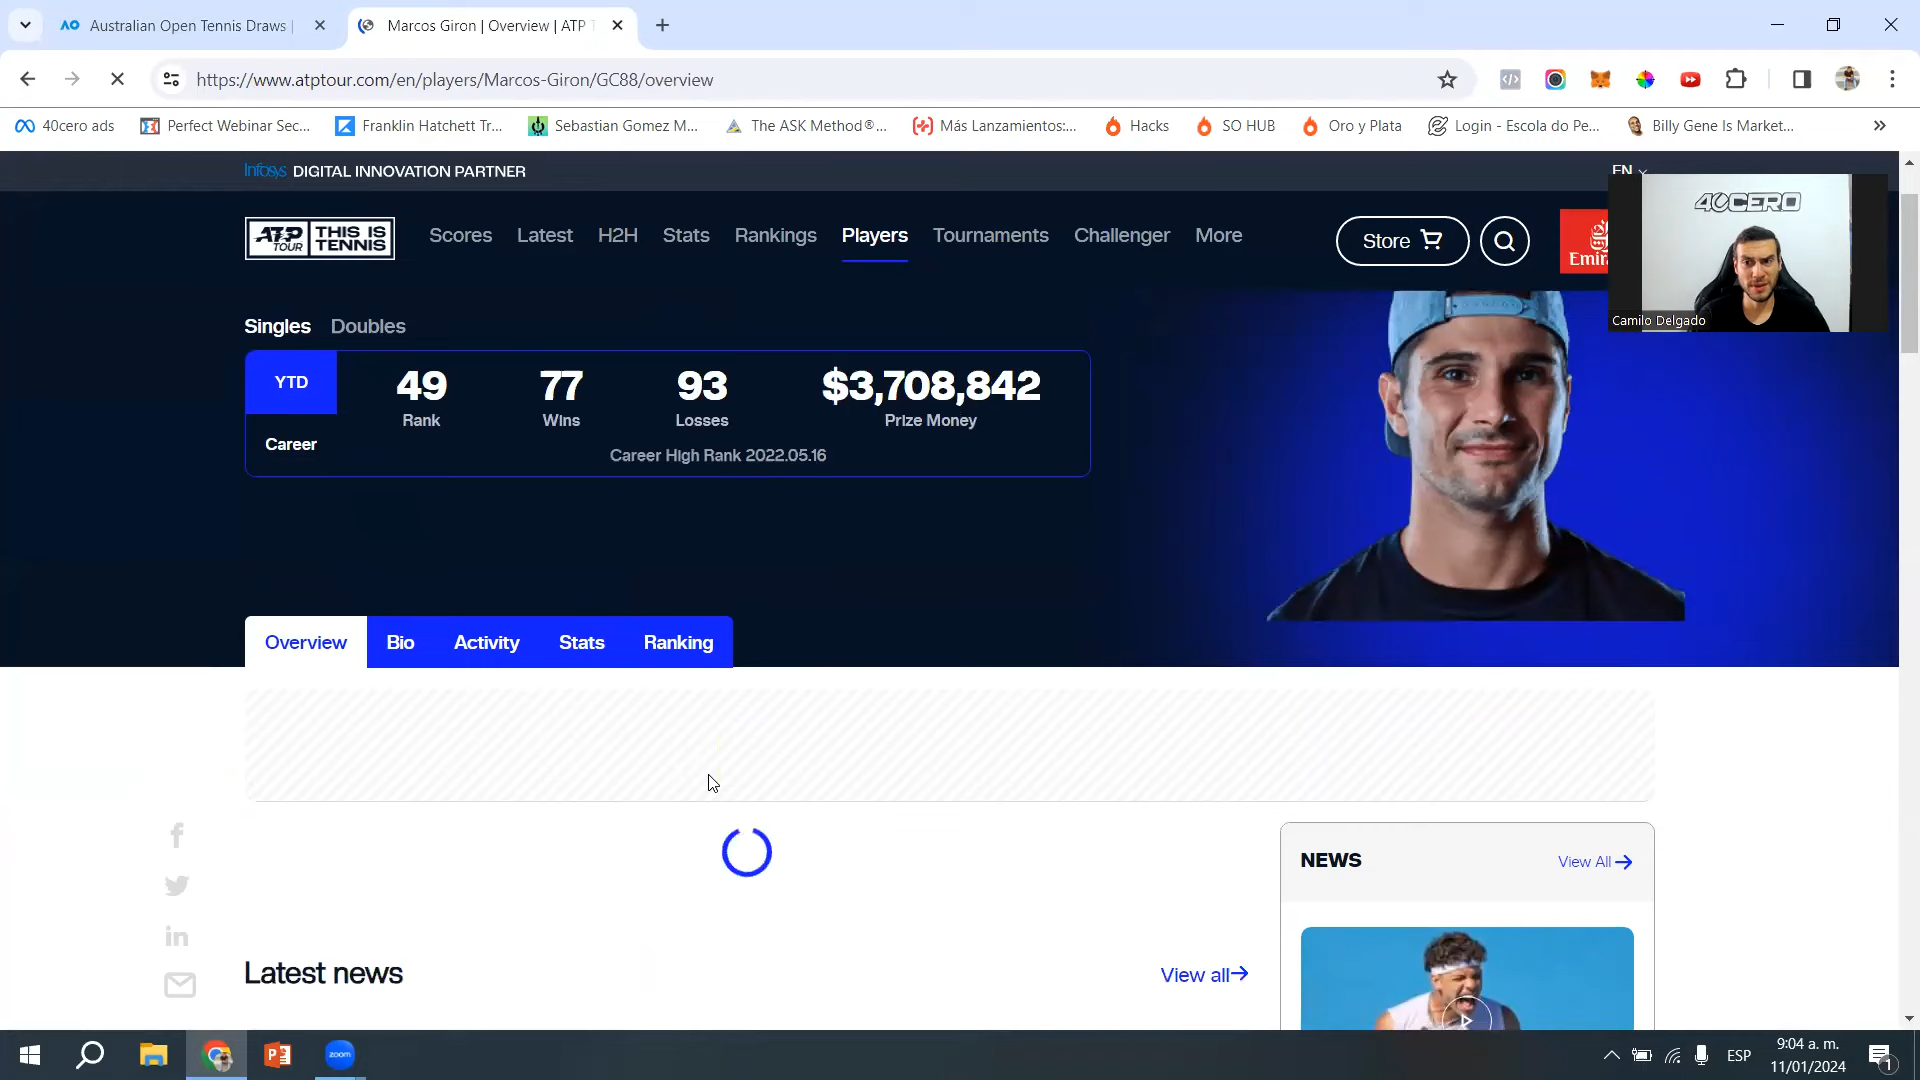 Australian Open Tennis Draws |
Marcos Giron | Overview | ATP T
https://www.atptour.com/en/players/Marcos-Giron/GC88/overview
40cero ads
Perfect Webinar Sec...
Franklin Hatchett Tr...
Sebastian Gomez M...
The ASK Method®...
Más Lanzamientos:...
Hacks
SO HUB
Oro y Plata
Login - Escola do Pe...
Billy Gene Is Market...
Infosys DIGITAL INNOVATION PARTNER
EN
ATP TOUR THIS IS TENNIS
Scores
Latest
H2H
Stats
Rankings
Players
Tournaments
Challenger
More
Store
Emir
40CERO
Camilo Delgado
Singles
Doubles
YTD
49
77
93
$3,708,842
Rank
Wins
Losses
Prize Money
Career
Career High Rank 2022.05.16
Overview
Bio
Activity
Stats
Ranking
NEWS
View All
Latest news
View all
zoom
ESP
9:04 a. m.
11/01/2024
1